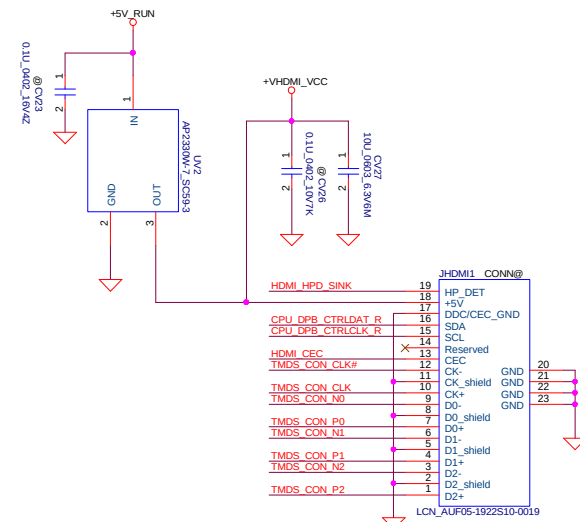 +5V_RUN
1
2
@CV23
0.1U_0402_16V4Z
1
IN
GND
OUT
2
3
UV2
AP2330W-7_SC59-3
+VHDMI_VCC
1
2
@CV26
0.1U_0402_10V7K
1
2
CV27
10U_0603_6.3V6M
JHDMI1 CONN@
HDMI_HPD_SINK 19 HP_DET
18 +5V
17 DDC/CEC_GND
CPU_DPB_CTRLDAT_R 16 SDA
CPU_DPB_CTRLCLK_R 15 SCL
14 Reserved
HDMI_CEC 13 CEC
TMDS_CON_CLK# 12 CK- GND 20
11 CK_shield GND 21
TMDS_CON_CLK 10 CK+ GND 22
TMDS_CON_N0 9 D0- GND 23
8 D0_shield
TMDS_CON_P0 7 D0+
TMDS_CON_N1 6 D1-
5 D1_shield
TMDS_CON_P1 4 D1+
TMDS_CON_N2 3 D2-
2 D2_shield
TMDS_CON_P2 1 D2+
LCN_AUF05-1922S10-0019